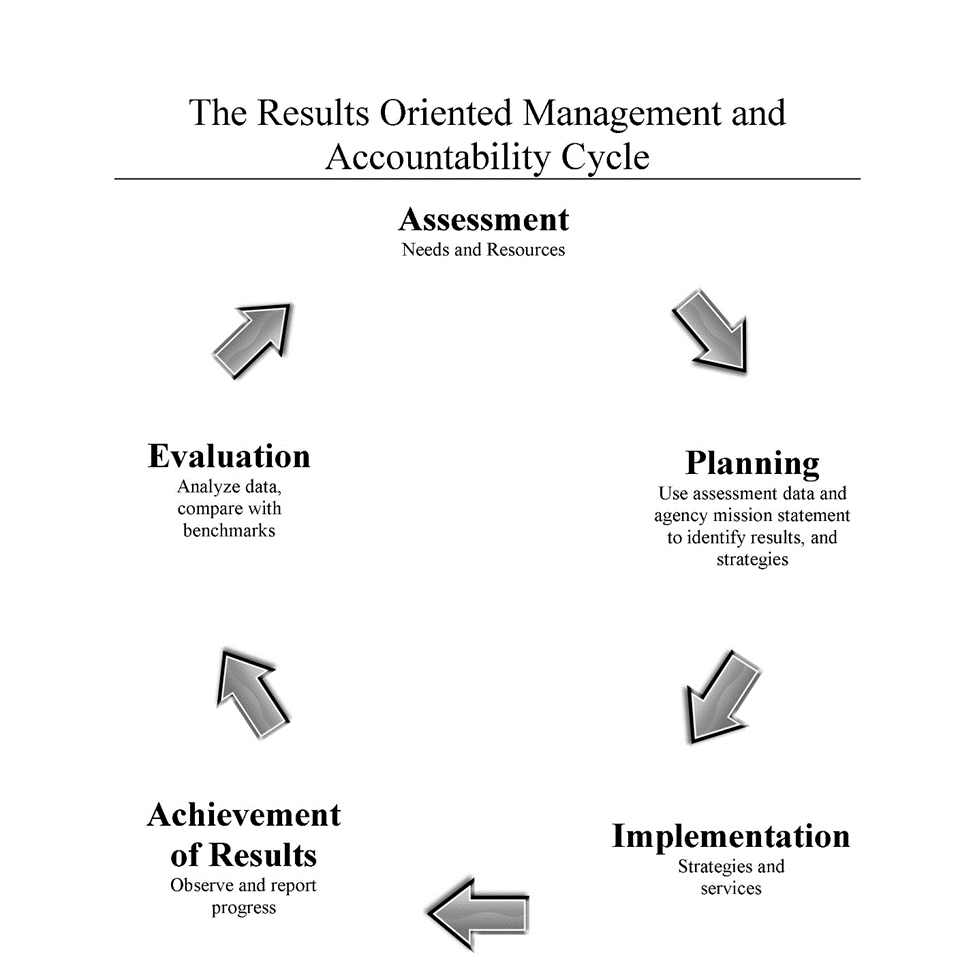 The Results Oriented Management and
Accountability Cycle
Assessment
Needs and Resources
Planning
Use assessment data and
agency mission statement
to identify results, and
strategies
Implementation
Strategies and
services
Achievement
of Results
Observe and report
progress
Evaluation
Analyze data,
compare with
benchmarks